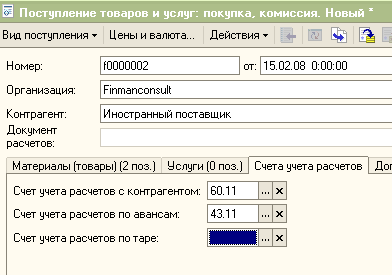 Поступление товаров и услуг: покупка, комиссия. Новый *
Вид поступления Цены и валюта... Действия
Номер: f0000002 от: 15.02.08 0:00:00
Организация: Finmanconsult
Контрагент: Иностранный поставщик
Документ расчетов:
Материалы (товары) (2 поз.) Услуги (0 поз.) Счета учета расчетов Доп
Счет учета расчетов с контрагентом: 60.11 ... ×
Счет учета расчетов по авансам: 43.11 ... ×
Счет учета расчетов по таре: ... ×